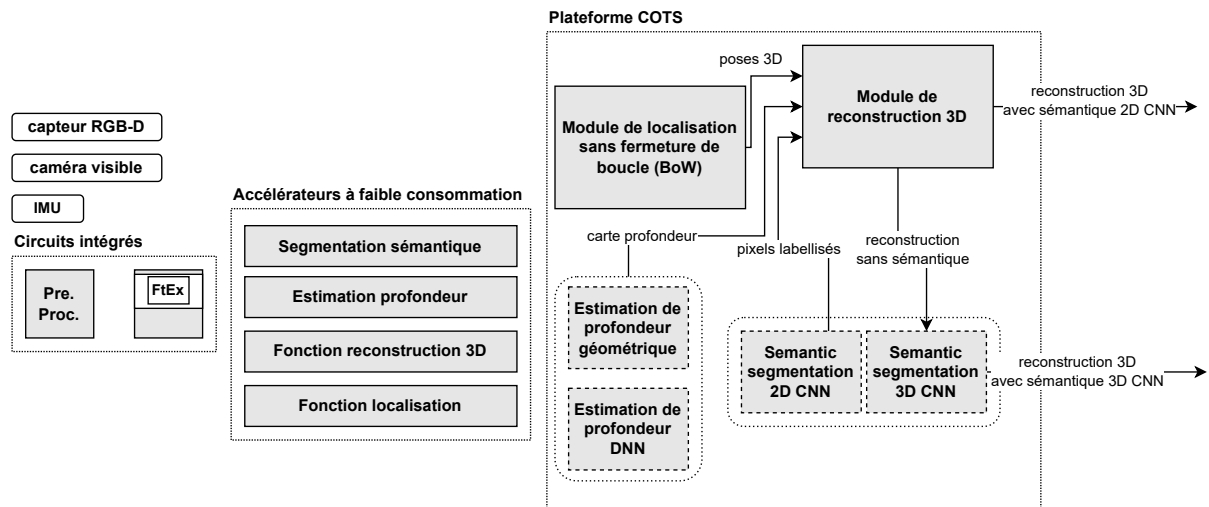 Plateforme COTS
poses 3D
Module de
reconstruction 3D
reconstruction 3D
avec sémantique 2D CNN
Module de localisation
sans fermeture de
boucle (BoW)
capteur RGB-D
caméra visible
IMU
Circuits intégrés
Pre.
Proc.
FtEx
Accélérateurs à faible consommation
Segmentation sémantique
Estimation profondeur
Fonction reconstruction 3D
Fonction localisation
carte profondeur
pixels labellisés
reconstruction
sans sémantique
Estimation de
profondeur
géométrique
Estimation de
profondeur
DNN
Semantic
segmentation
2D CNN
Semantic
segmentation
3D CNN
reconstruction 3D
avec sémantique 3D CNN